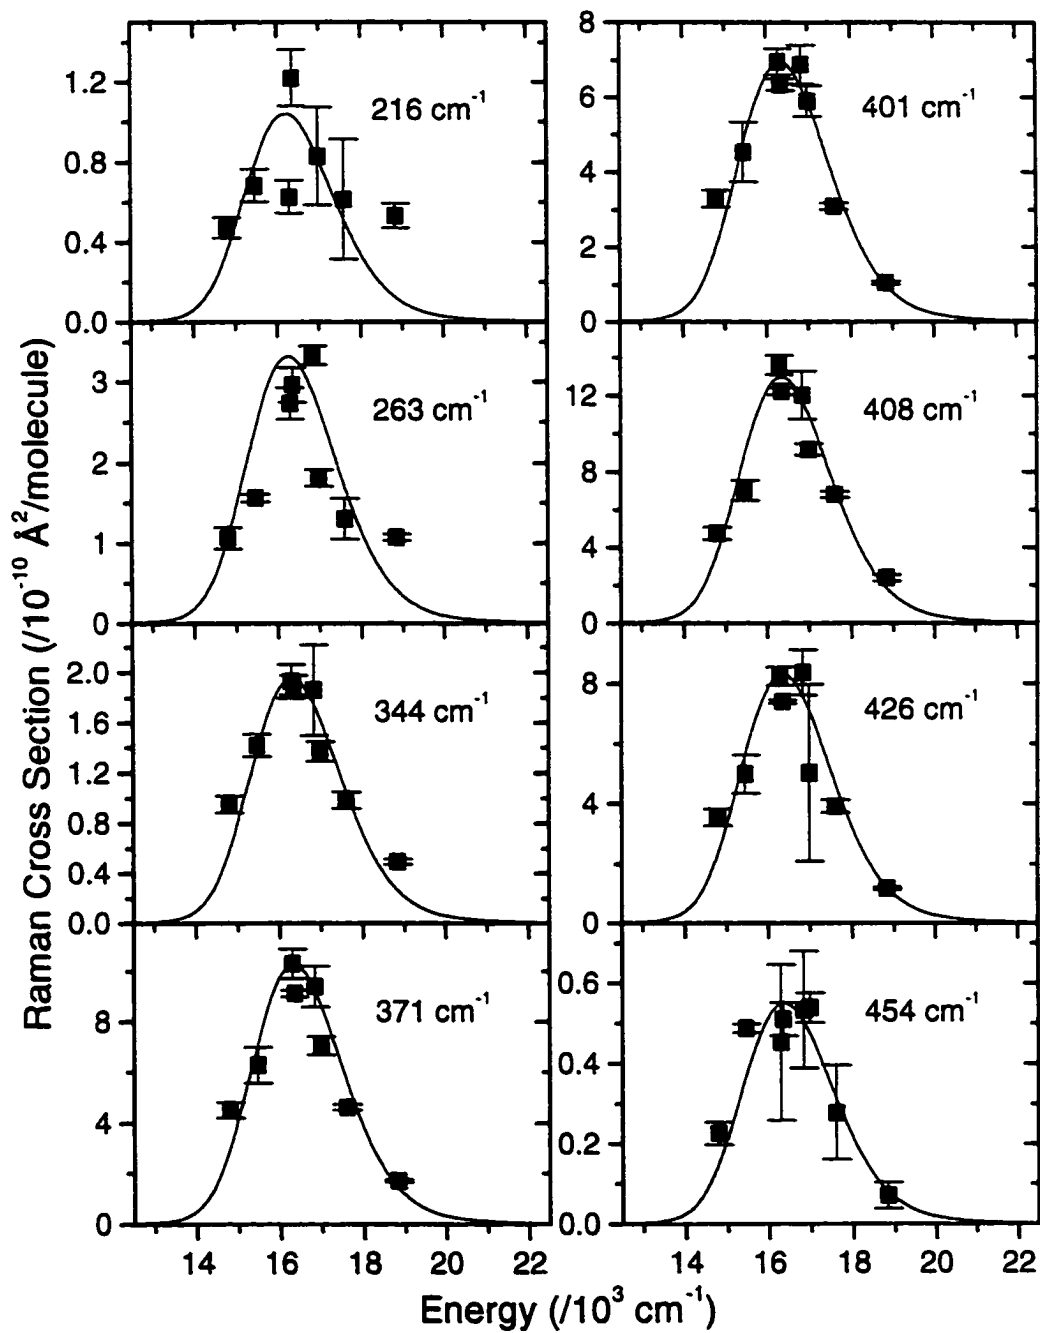 Raman Cross Section (/10⁻¹⁰ Å²/molecule)
1.2
0.8
0.4
0.0
216 cm⁻¹
8
6
4
2
0
401 cm⁻¹
3
2
1
0
263 cm⁻¹
12
8
4
0
408 cm⁻¹
2.0
1.6
1.2
0.8
0.4
0.0
344 cm⁻¹
8
4
0
426 cm⁻¹
8
4
0
371 cm⁻¹
0.6
0.4
0.2
0.0
454 cm⁻¹
14 16 18 20 22
14 16 18 20 22
Energy (/10³ cm⁻¹)